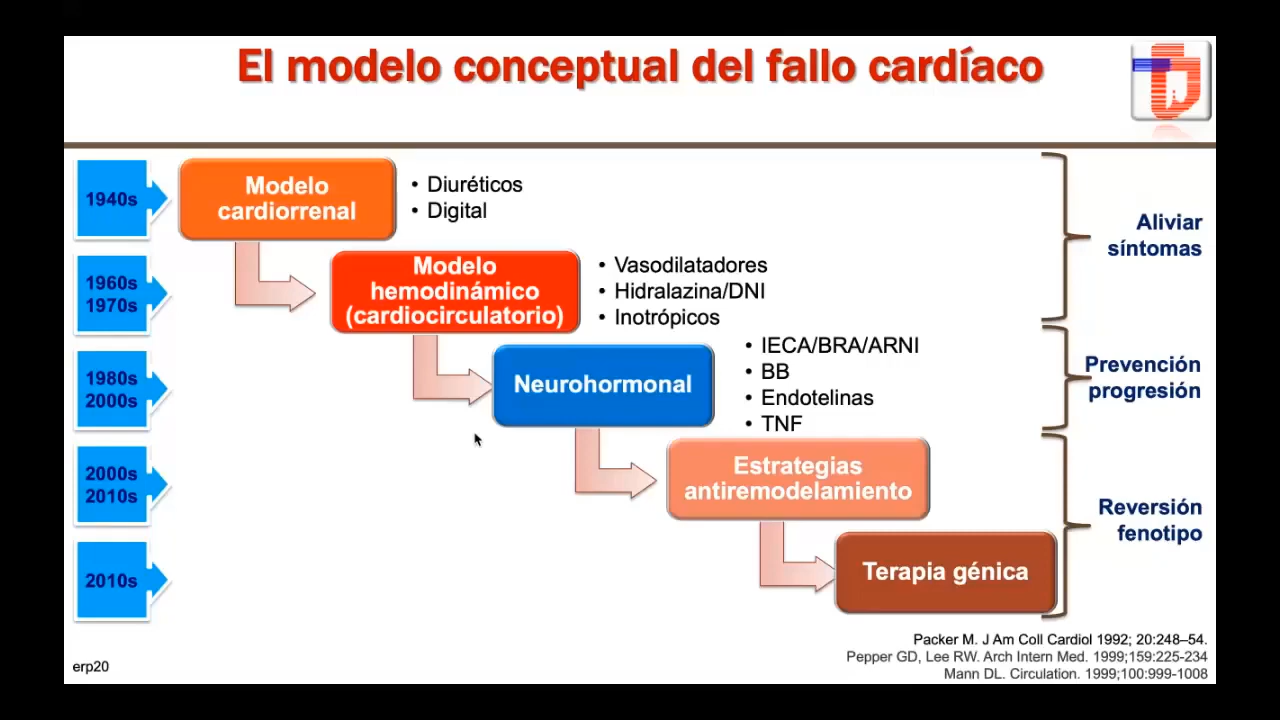 El modelo conceptual del fallo cardíaco
1940s
Modelo
cardiorrenal
• Diuréticos
• Digital
Aliviar
síntomas
1960s
1970s
Modelo
hemodinámico
(cardiocirculatorio)
• Vasodilatadores
• Hidralazina/DNI
• Inotrópicos
1980s
2000s
Neurohormonal
• IECA/BRA/ARNI
• BB
• Endotelinas
• TNF
Prevención
progresión
2000s
2010s
Estrategias
antiremodelamiento
Reversión
fenotipo
2010s
Terapia génica
Packer M. J Am Coll Cardiol 1992; 20:248–54.
Pepper GD, Lee RW. Arch Intern Med. 1999;159:225-234
Mann DL. Circulation. 1999;100:999-1008
erp20